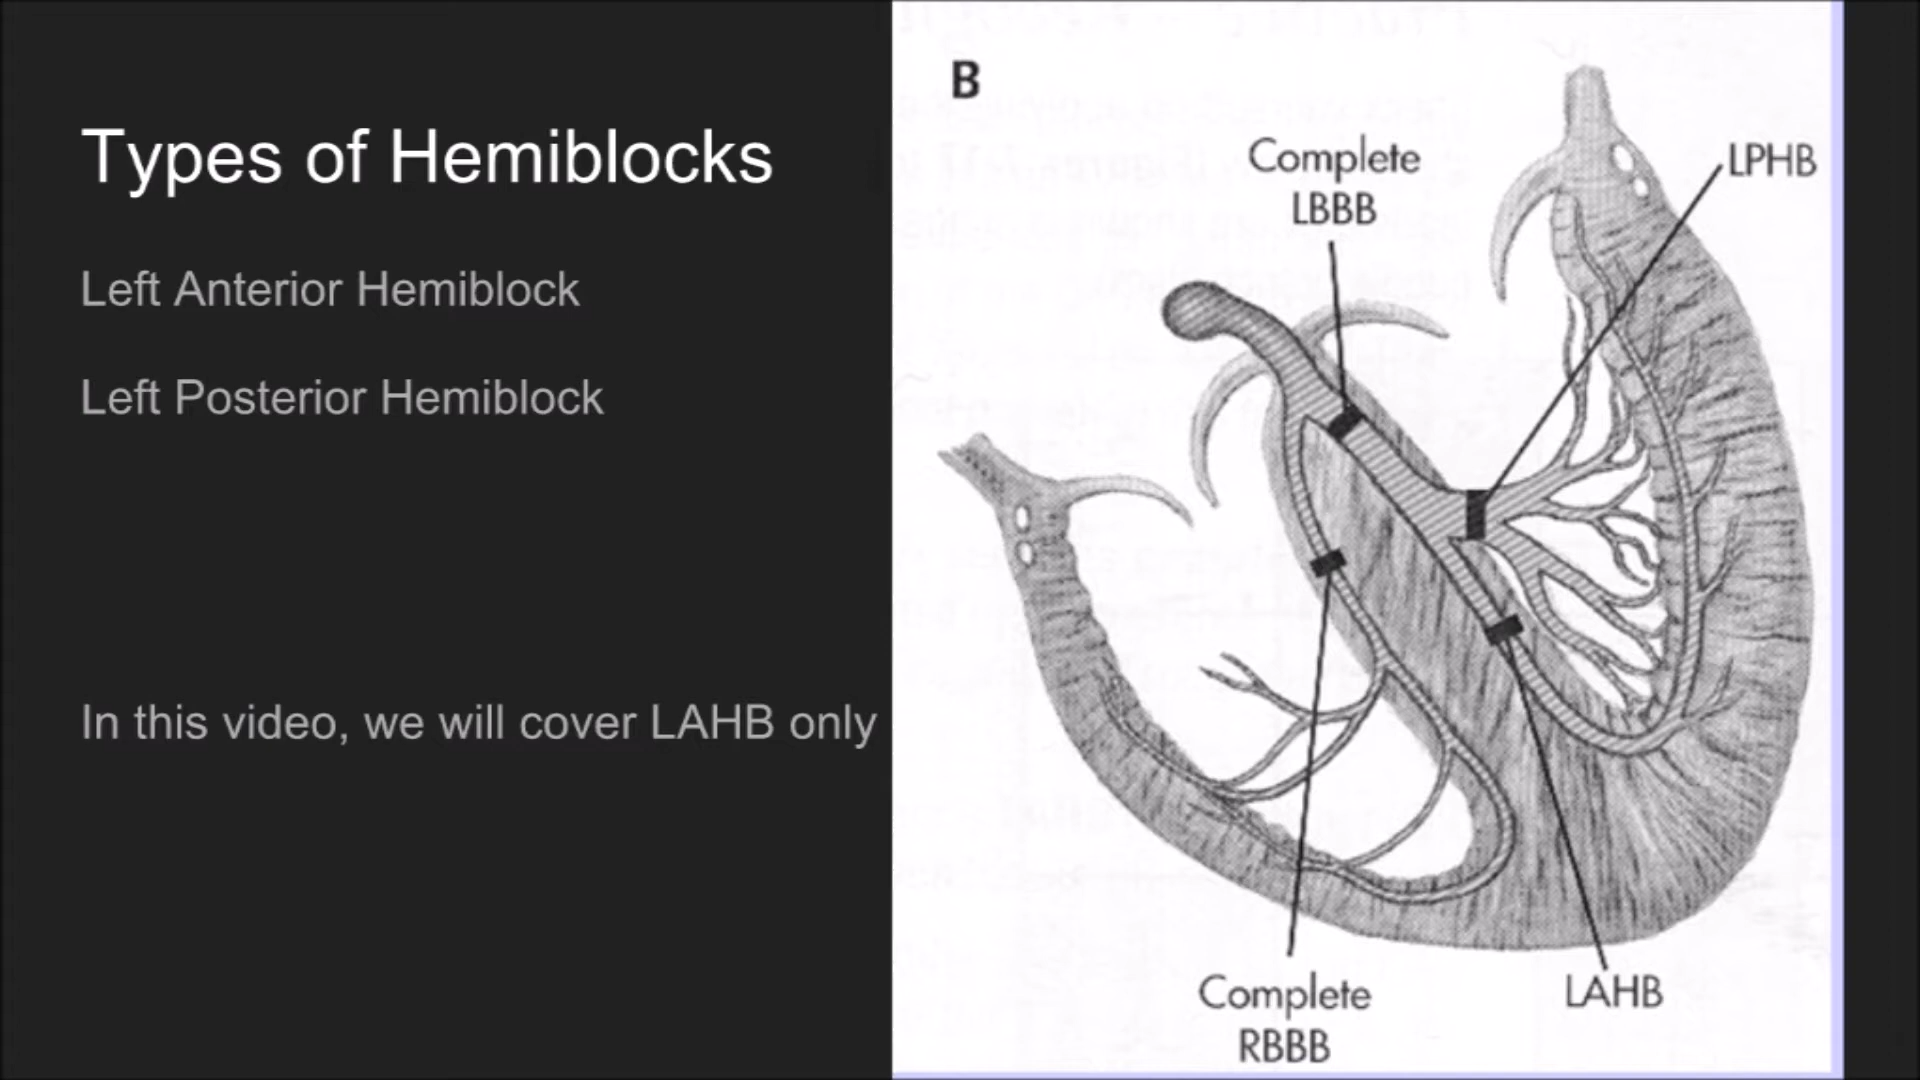 Types of Hemiblocks
Left Anterior Hemiblock
Left Posterior Hemiblock
In this video, we will cover LAHB only
B
Complete
LBBB
LPHB
Complete
RBBB
LAHB